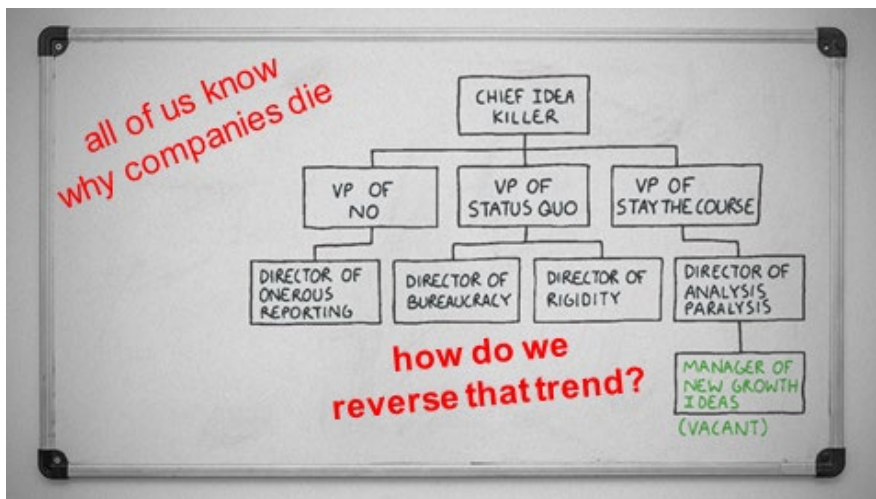 all of us know
why companies die
CHIEF IDEA
KILLER
VP OF
NO
VP OF
STATUS QUO
VP OF
STAY THE COURSE
DIRECTOR OF
ONEROUS
REPORTING
DIRECTOR OF
BUREAUCRACY
DIRECTOR OF
RIGIDITY
DIRECTOR OF
ANALYSIS
PARALYSIS
how do we
reverse that trend?
MANAGER OF
NEW GROWTH
IDEAS
(VACANT)